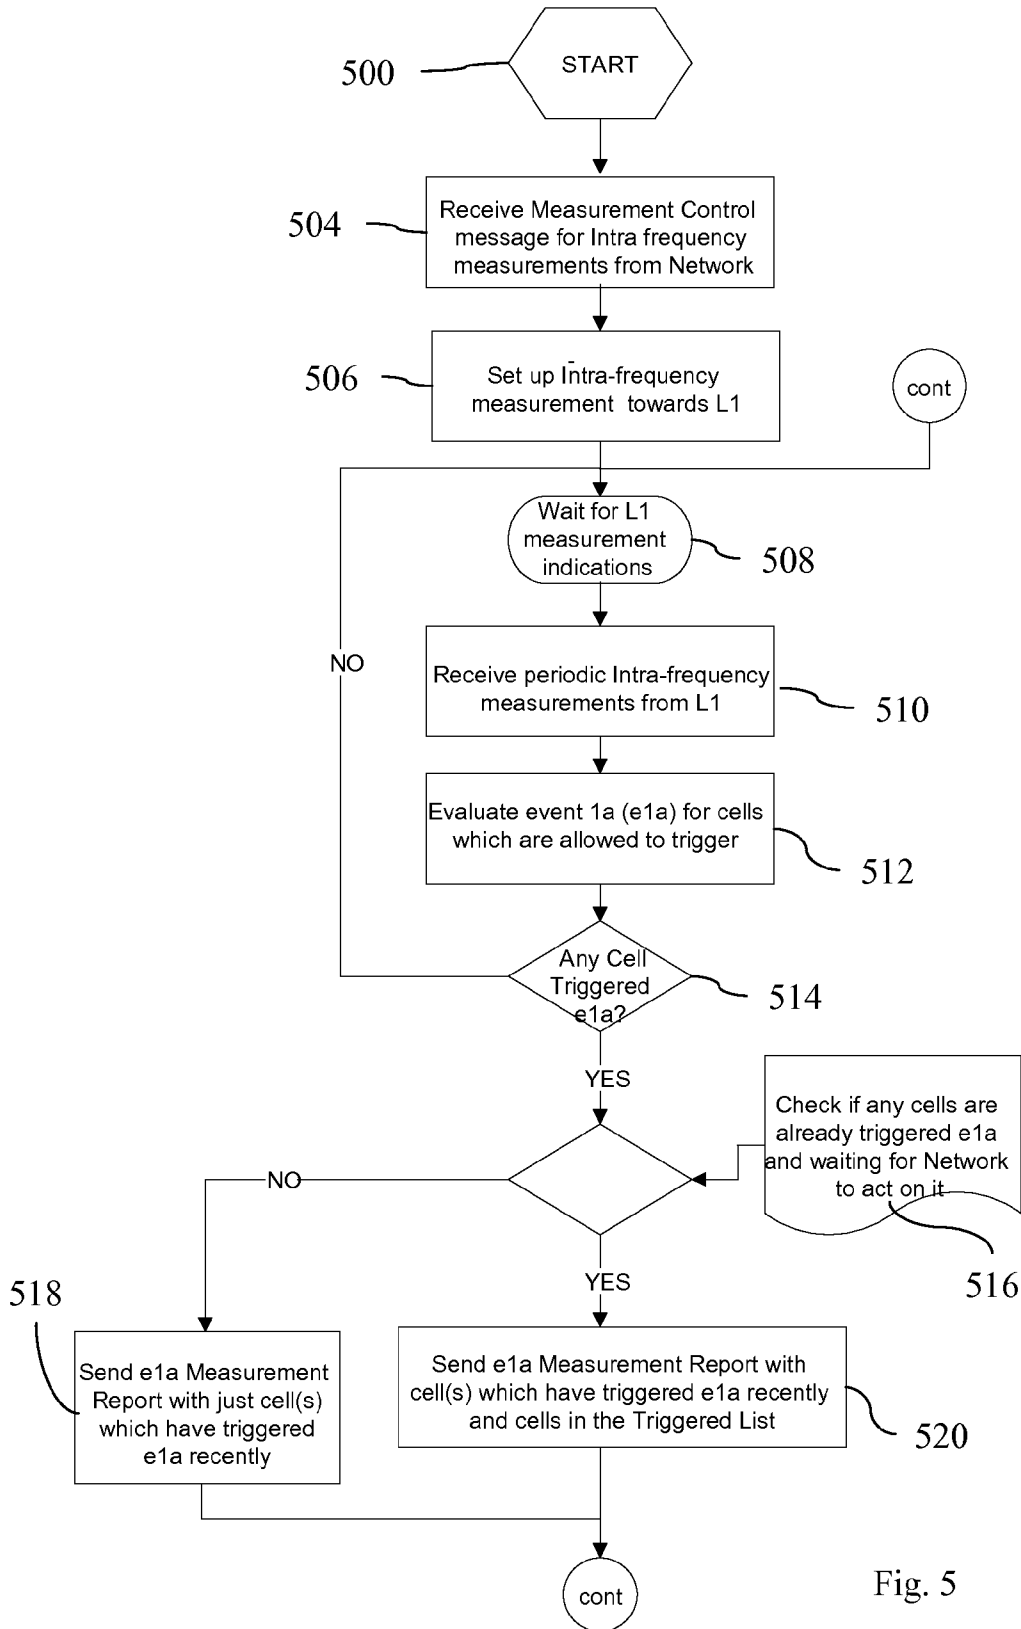 START
500
Receive Measurement Control
message for Intra frequency
measurements from Network
504
Set up Intra-frequency
measurement towards L1
506
cont
Wait for L1
measurement
indications
508
NO
Receive periodic Intra-frequency
measurements from L1
510
Evaluate event 1a (e1a) for cells
which are allowed to trigger
512
Any Cell
Triggered
e1a?
514
YES
Check if any cells are
already triggered e1a
and waiting for Network
to act on it
516
NO
YES
518
Send e1a Measurement
Report with just cell(s)
which have triggered
e1a recently
Send e1a Measurement Report with
cell(s) which have triggered e1a recently
and cells in the Triggered List
520
cont
Fig. 5